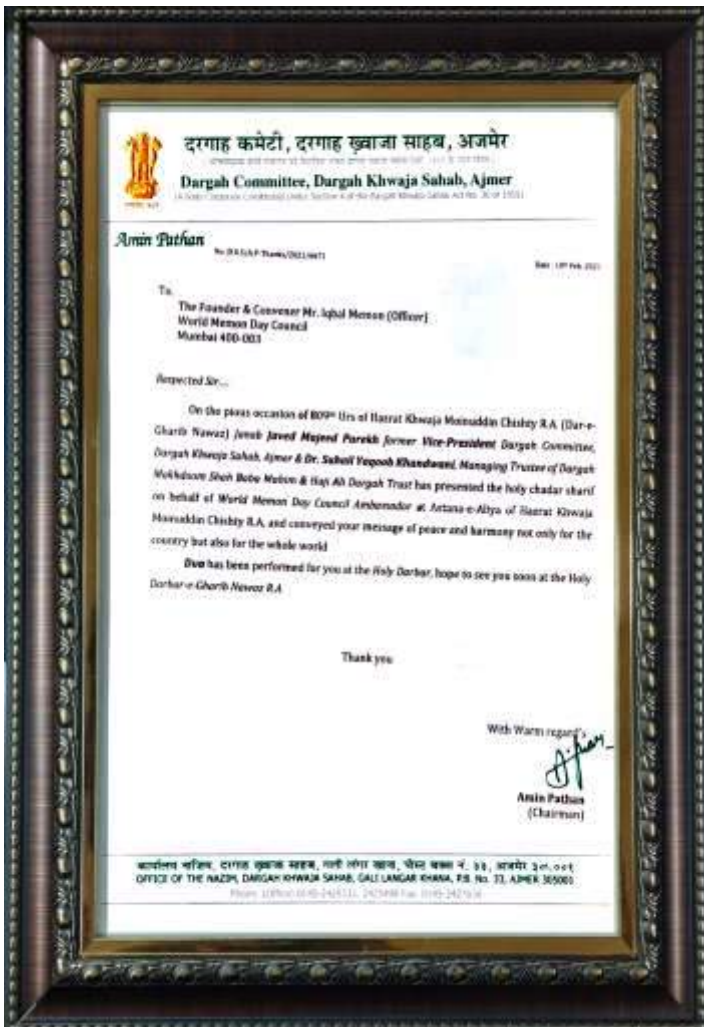 दरगाह कमेटी, दरगाह ख़्वाजा साहब, अजमेर
Dargah Committee, Dargah Khwaja Sahab, Ajmer
Amin Pathan
To,
The Founder & Convener Mr. Iqbal Memon (Officer)
World Memon Day Council
Mumbai 400-003
Respected Sir...
On the pious occasion of 809th Urs of Hazrat Khwaja Moinuddin Chishty R.A. (Dar-e-
Gharib Nawaz) Janab Javed Majeed Parekh former Vice-President Dargah Committee,
Dargah Khwaja Sahab, Ajmer & Dr. Suhail Yaqoob Khandwani, Managing Trustee of Dargah
Makhdoom Shah Baba Mahim & Haji Ali Dargah Trust has presented the holy chadar sharif
on behalf of World Memon Day Council Ambassador at Astana-e-Aliya of Hazrat Khwaja
Moinuddin Chishty R.A, and conveyed your message of peace and harmony not only for the
country but also for the whole world
Dua has been performed for you at the Holy Darbar, hope to see you soon at the Holy
Darbar-e-Gharib Nawaz R.A
Thank you
With Warm regard's
Amin Pathan
(Chairman)
OFFICE OF THE NAZIM, DARGAH KHWAJA SAHAB, GALI LANGAR KHANA, P.B. No. 33, AJMER 305001